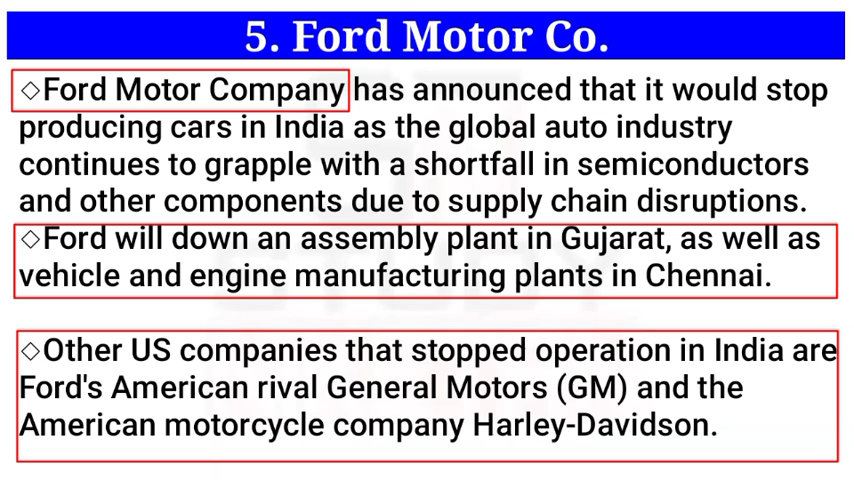 5. Ford Motor Co.
◇Ford Motor Company has announced that it would stop
producing cars in India as the global auto industry
continues to grapple with a shortfall in semiconductors
and other components due to supply chain disruptions.
◇Ford will down an assembly plant in Gujarat, as well as
vehicle and engine manufacturing plants in Chennai.
◇Other US companies that stopped operation in India are
Ford's American rival General Motors (GM) and the
American motorcycle company Harley-Davidson.
STUDY